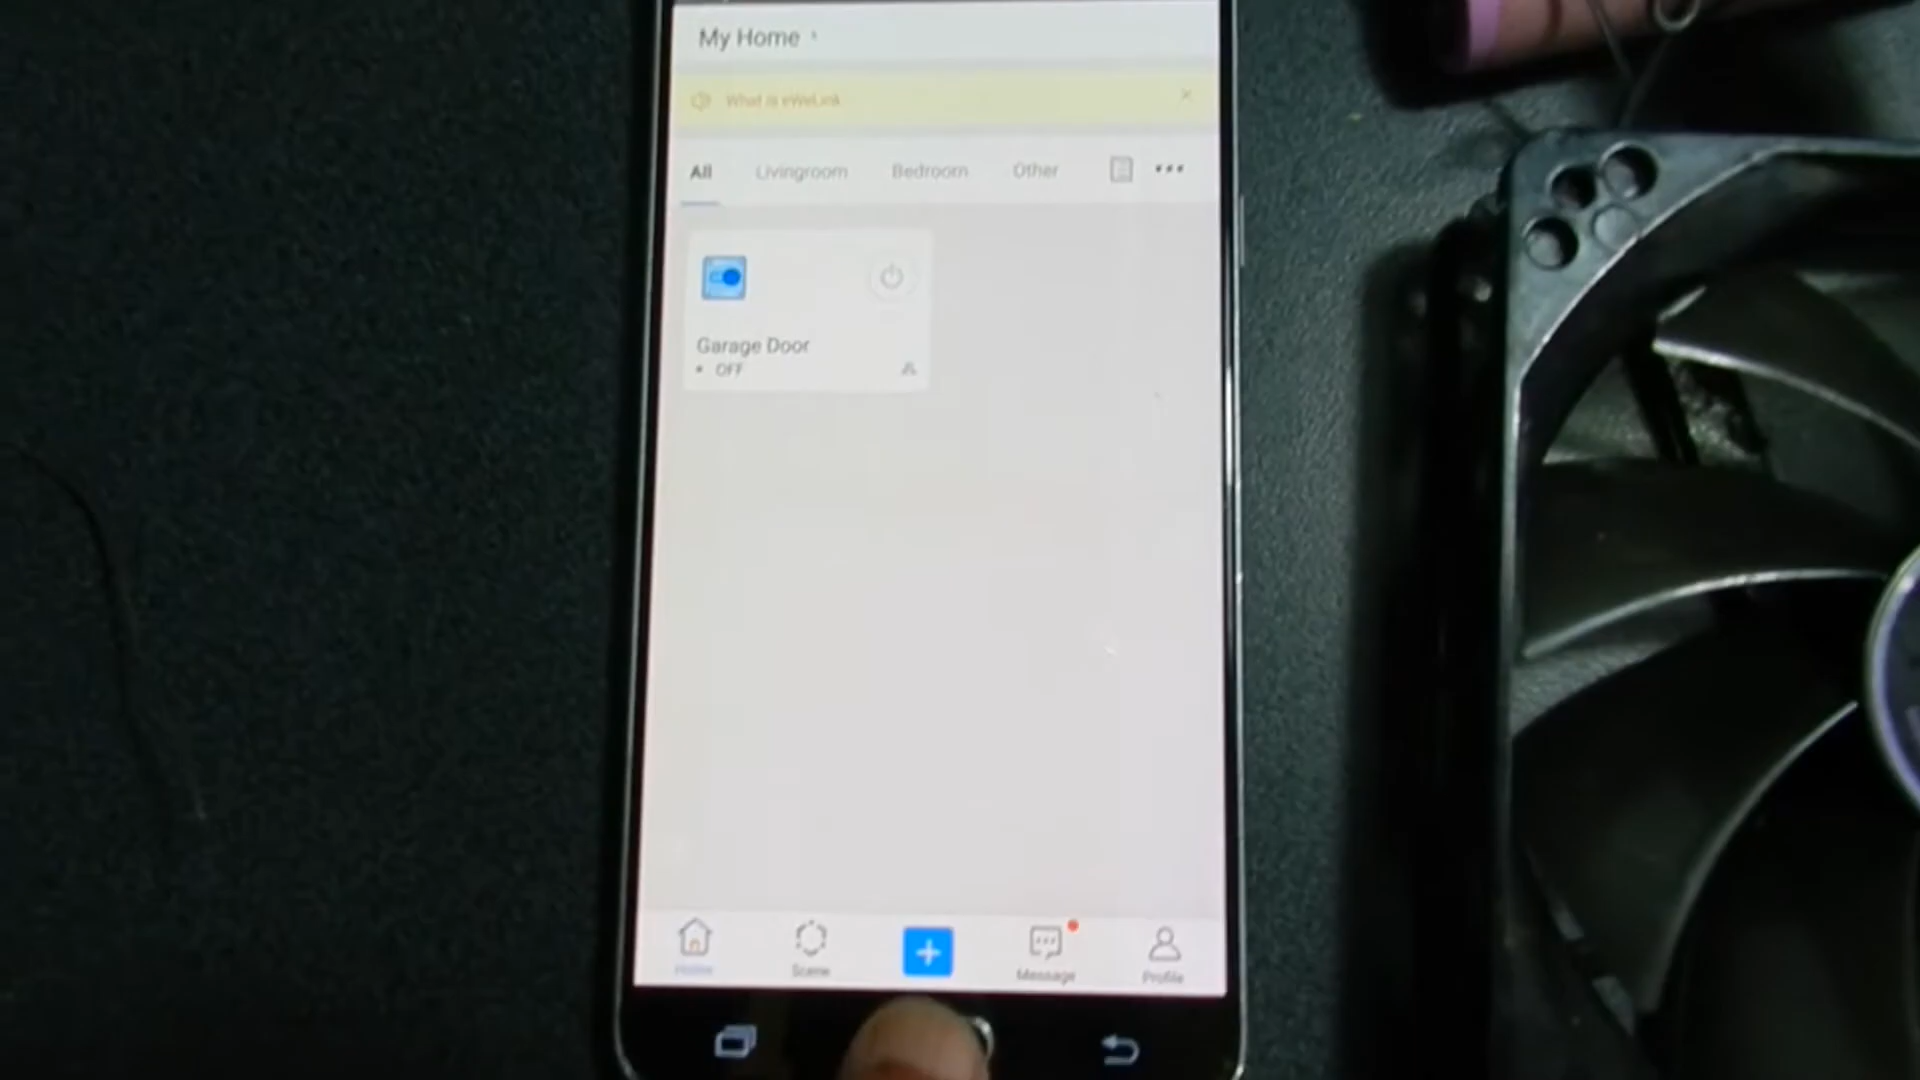 My Home
What is eWeLink
All Livingroom Bedroom Other
Garage Door
OFF
Home Scene Message Profile